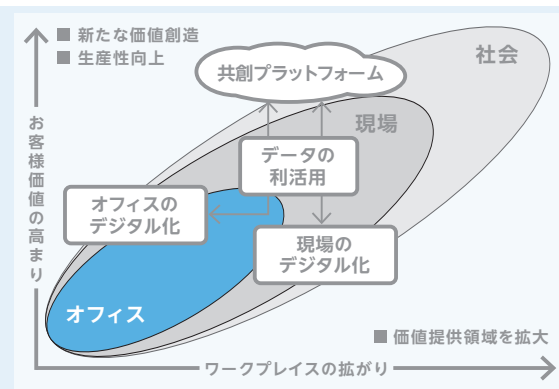 ■ 新たな価値創造
■ 生産性向上
社会
共創プラットフォーム
現場
お客様価値の高まり
データの
利活用
オフィスの
デジタル化
現場の
デジタル化
オフィス
■ 価値提供領域を拡大
ワークプレイスの拡がり